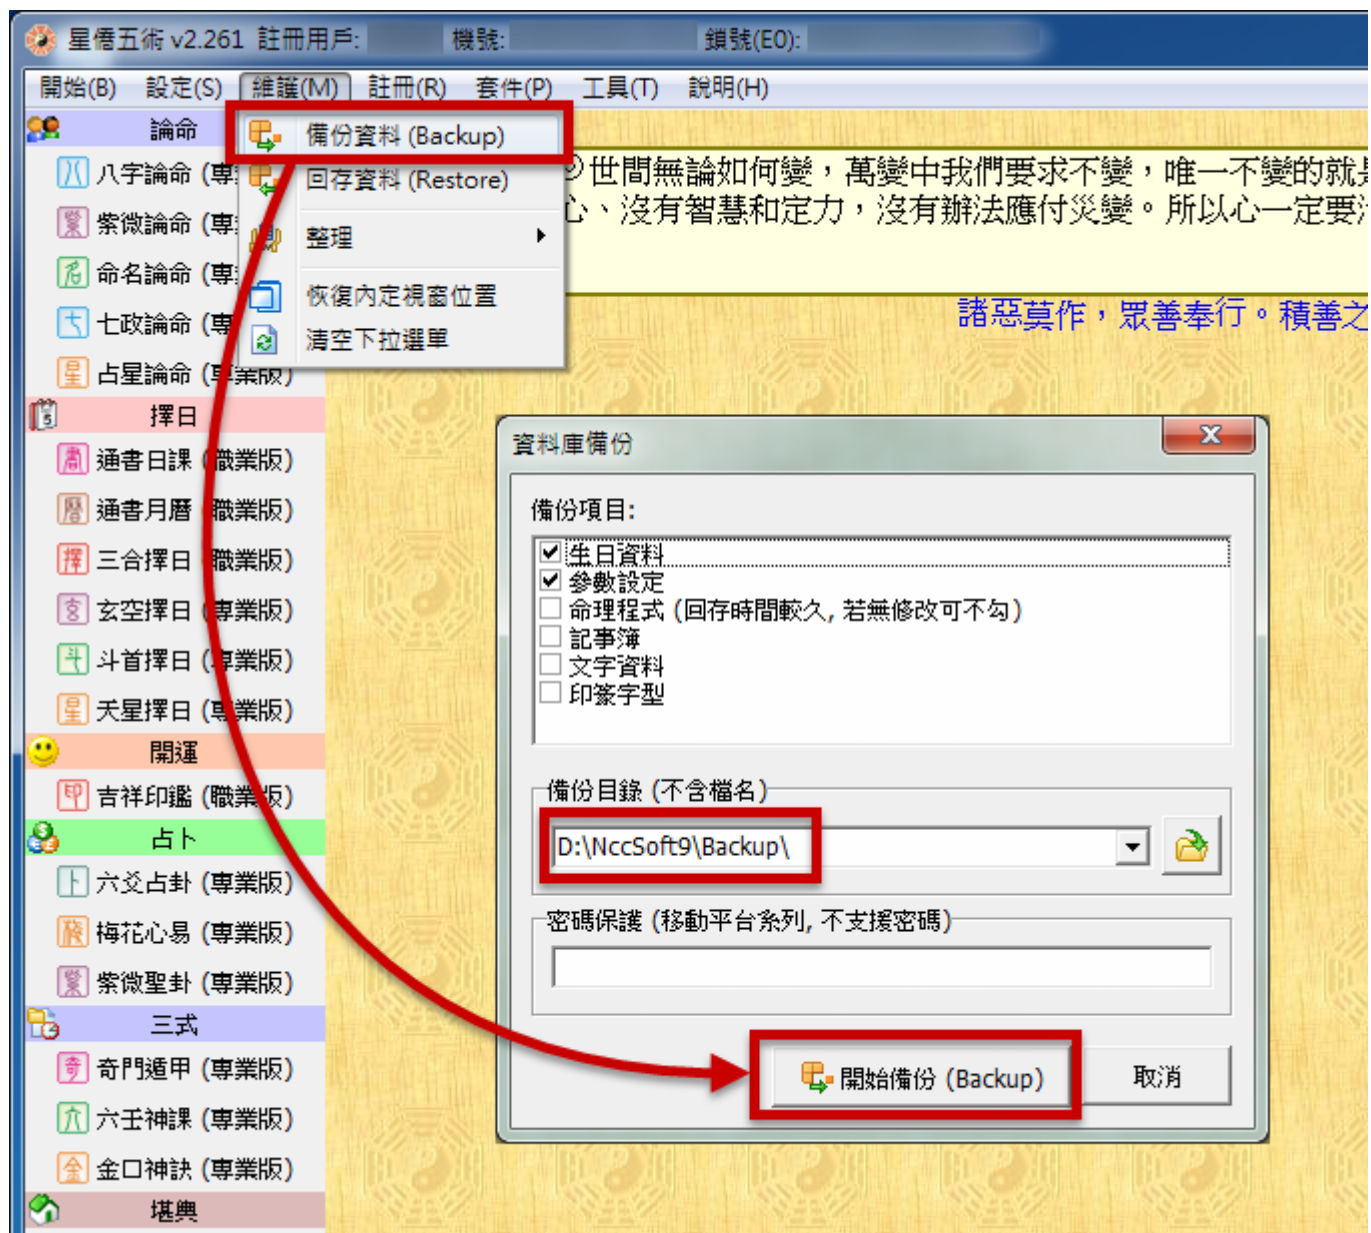 星僑五術 v2.261 註冊用戶: 機號: 鎖號(E0):
開始(B) 設定(S) 維護(M) 註冊(R) 套件(P) 工具(T) 說明(H)
備份資料 (Backup)
回存資料 (Restore)
整理
恢復內定視窗位置
清空下拉選單
世間無論如何變，萬變中我們要求不變，唯一不變的就是
心、沒有智慧和定力，沒有辦法應付災變。所以心一定要
諸惡莫作，眾善奉行。積善之
論命
八字論命 (專
紫微論命 (專
命名論命 (專
七政論命 (專
占星論命 (專業版)
擇日
通書日課 (職業版)
通書月曆 (職業版)
三合擇日 (職業版)
玄空擇日 (專業版)
斗首擇日 (專業版)
天星擇日 (專業版)
開運
吉祥印鑑 (職業版)
占卜
六爻占卦 (專業版)
梅花心易 (專業版)
紫微聖卦 (專業版)
三式
奇門遁甲 (專業版)
六壬神課 (專業版)
金口神訣 (專業版)
堪輿
資料庫備份
備份項目:
生日資料
參數設定
命理程式 (回存時間較久, 若無修改可不勾)
記事簿
文字資料
印篆字型
備份目錄 (不含檔名)
D:\NccSoft9\Backup\
密碼保護 (移動平台系列, 不支援密碼)
開始備份 (Backup)
取消